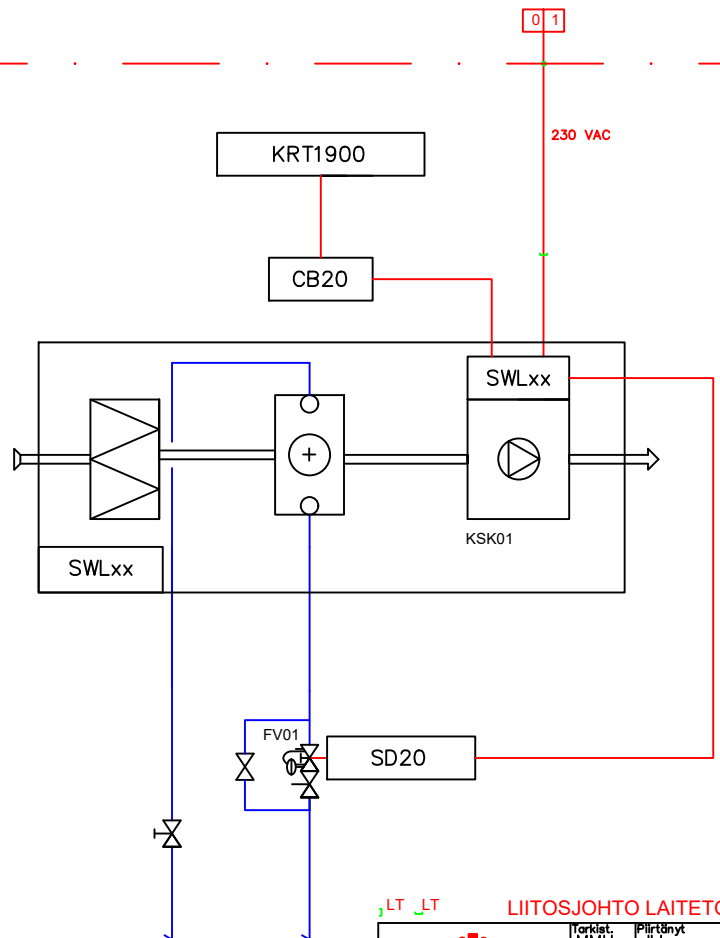 0 1
230 VAC
KRT1900
CB20
SWLxx
KSK01
SWLxx
FV01
SD20
LT LT LIITOSJOHTO LAITETO
Tarkist. Piirtänyt